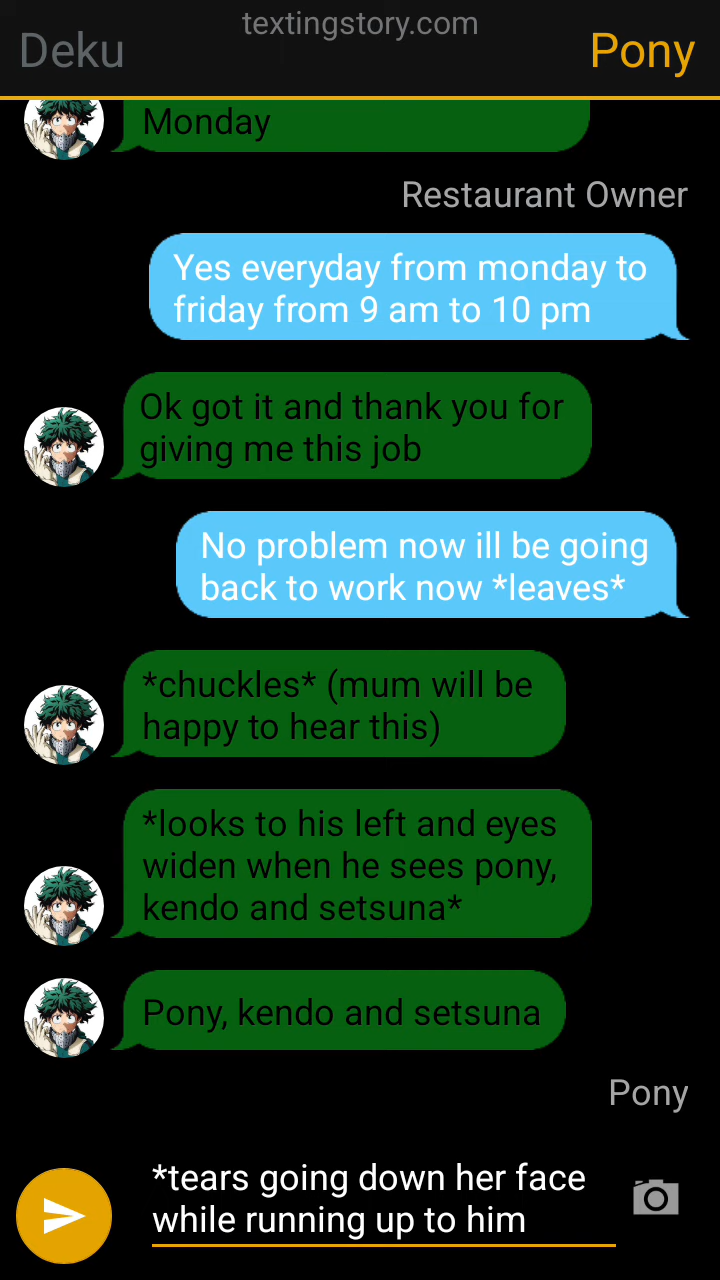 textingstory.com
Deku
Pony
Monday
Restaurant Owner
Yes everyday from monday to
friday from 9 am to 10 pm
Ok got it and thank you for
giving me this job
No problem now ill be going
back to work now *leaves*
*chuckles* (mum will be
happy to hear this)
*looks to his left and eyes
widen when he sees pony,
kendo and setsuna*
Pony, kendo and setsuna
Pony
*tears going down her face
while running up to him